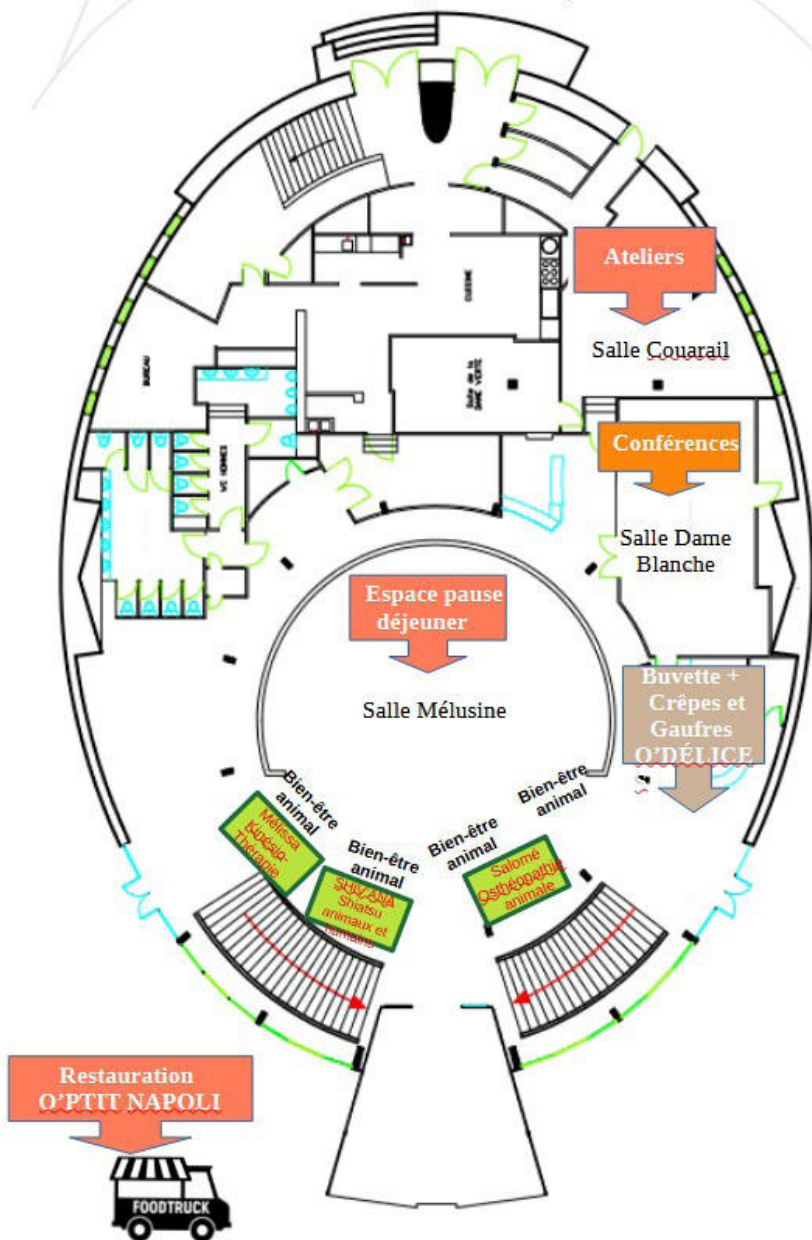 Ateliers
Salle Couarail
CUISINE
BUREAU
Salle de la
DAME VERTE
Conférences
WC HOMMES
Salle Dame
Blanche
Espace pause
déjeuner
Salle Mélusine
Buvette +
Crêpes et
Gaufres
O'DÉLICE
Bien-être
animal
Bien-être
animal
Bien-être
animal
Bien-être
animal
Mélissa
Kinésio-
Thérapie
Shiatsu
animaux et
humains
Salomé
Osthéopathie
animale
Restauration
O'PTIT NAPOLI
FOODTRUCK